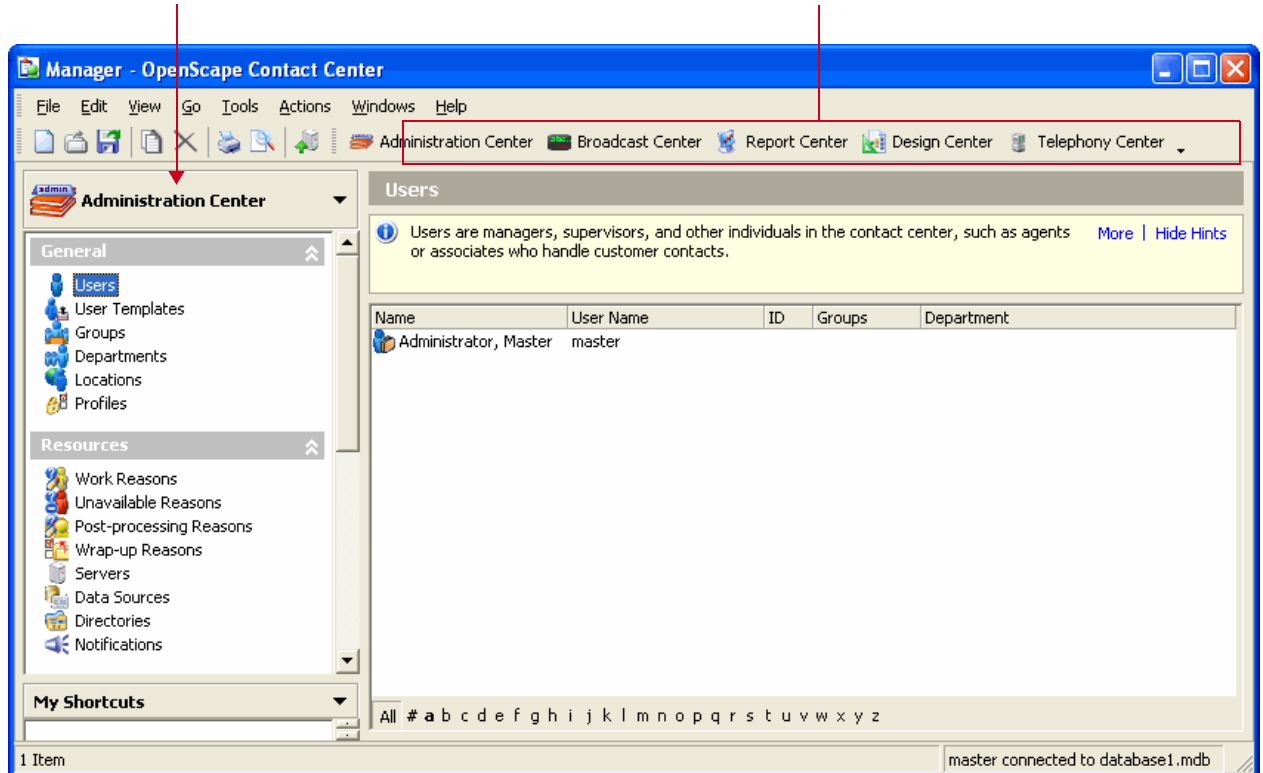 Manager - OpenScape Contact Center
File Edit View Go Tools Actions Windows Help
Administration Center Broadcast Center Report Center Design Center Telephony Center
admin
Administration Center
General
Users
User Templates
Groups
Departments
Locations
Profiles
Resources
Work Reasons
Unavailable Reasons
Post-processing Reasons
Wrap-up Reasons
Servers
Data Sources
Directories
Notifications
My Shortcuts
Users
Users are managers, supervisors, and other individuals in the contact center, such as agents
or associates who handle customer contacts.
More | Hide Hints
Name User Name ID Groups Department
Administrator, Master master
All # a b c d e f g h i j k l m n o p q r s t u v w x y z
1 Item
master connected to database1.mdb